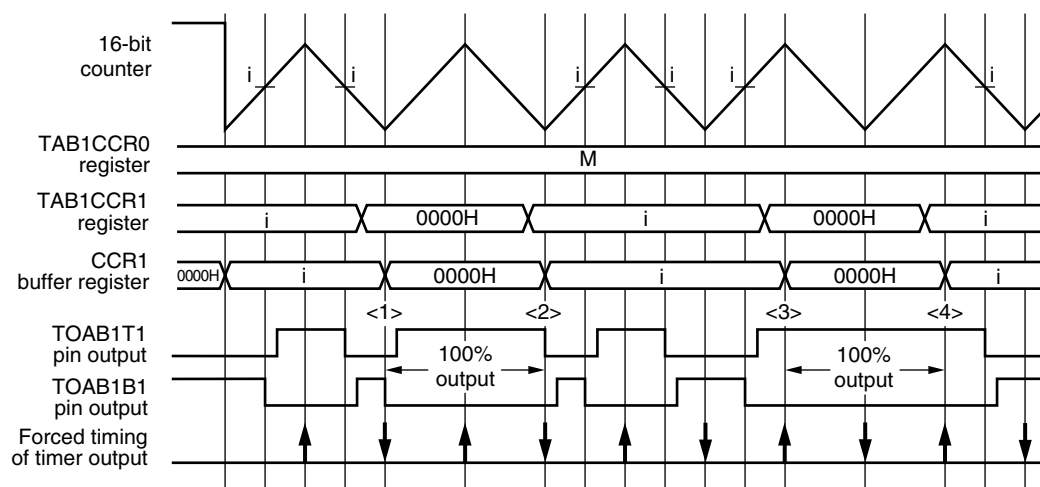 16-bit
counter
i
i
i
i
i
i
TAB1CCR0
register
M
TAB1CCR1
register
i
0000H
i
0000H
i
CCR1
buffer register
0000H
i
0000H
i
0000H
i
<1>
<2>
<3>
<4>
TOAB1T1
pin output
100%
output
100%
output
TOAB1B1
pin output
Forced timing
of timer output